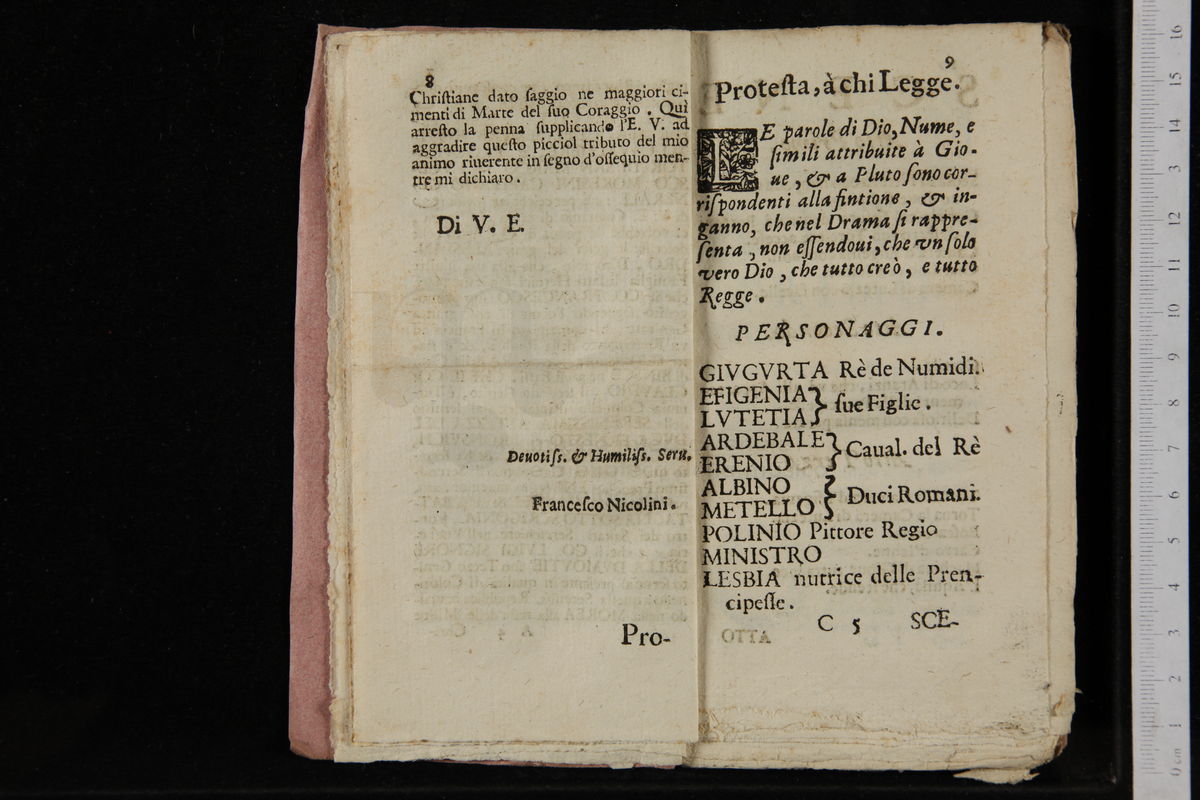 8
Chriſtiane dato ſaggio ne maggiori ci-
menti di Marte del ſuo Coraggio. Quì
arreſto la penna ſupplicando l'E. V. ad
aggradire queſto picciol tributo del mio
animo riuerente in ſegno d'oſſequio men-
tre mi dichiaro.
Di V. E.
Deuotiſs. & Humiliſs. Seru.
Franceſco Nicolini.
Pro-
9
Proteſta, à chi Legge.
LE parole di Dio, Nume, e
ſimili attribuite à Gio-
ue, & a Pluto ſono cor-
riſpondenti alla fintione, & in-
ganno, che nel Drama ſi rappre-
ſenta, non eſſendoui, che vn ſolo
vero Dio, che tutto creò, e tutto
Regge.
PERSONAGGI.
GIVGVRTA Rè de Numidi.
EFIGENIA
LVTETIA } ſue Figlie.
ARDEBALE
ERENIO } Caual. del Rè
ALBINO
METELLO } Duci Romani.
POLINIO Pittore Regio
MINISTRO
LESBIA nutrice delle Pren-
cipeſſe.
C 5 SCE-